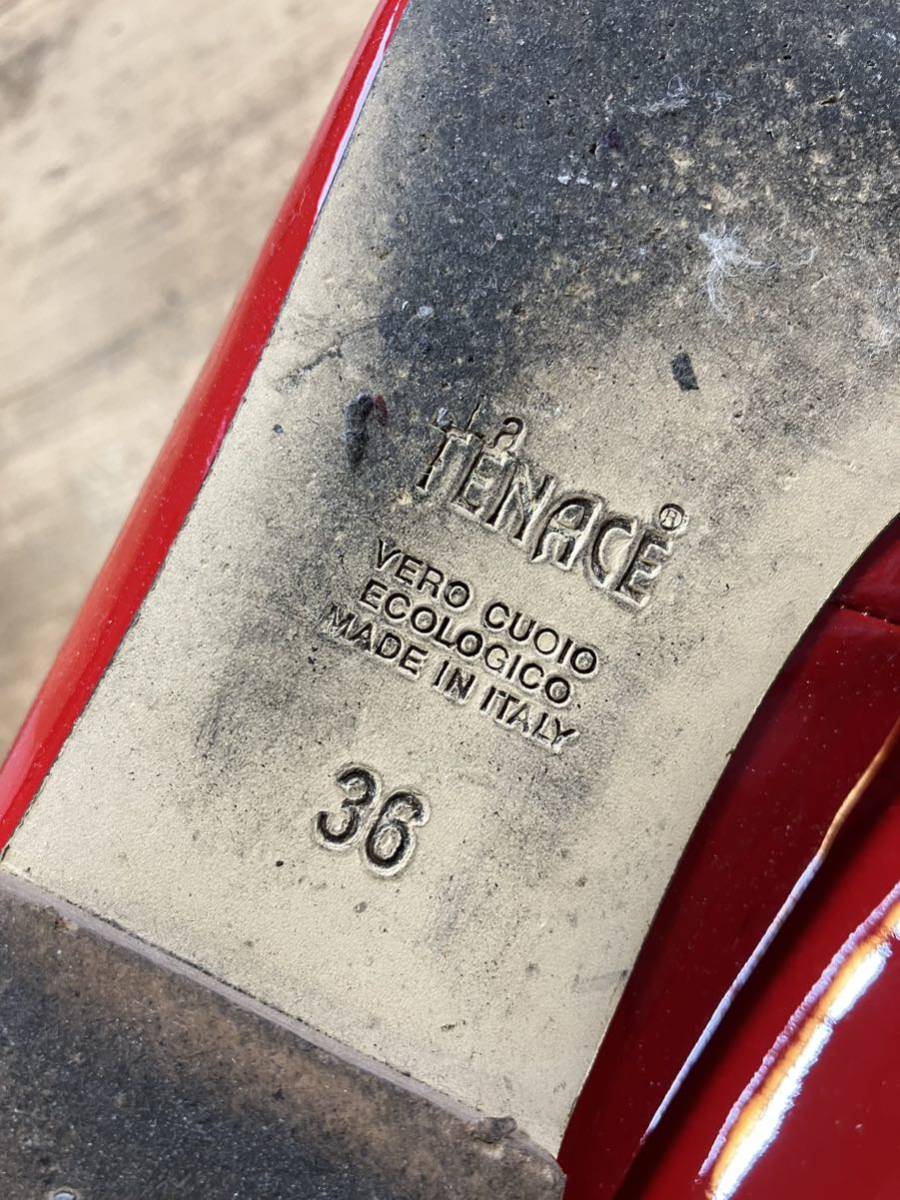 La
TENACE®
VERO CUOIO
ECOLOGICO
MADE IN ITALY
36